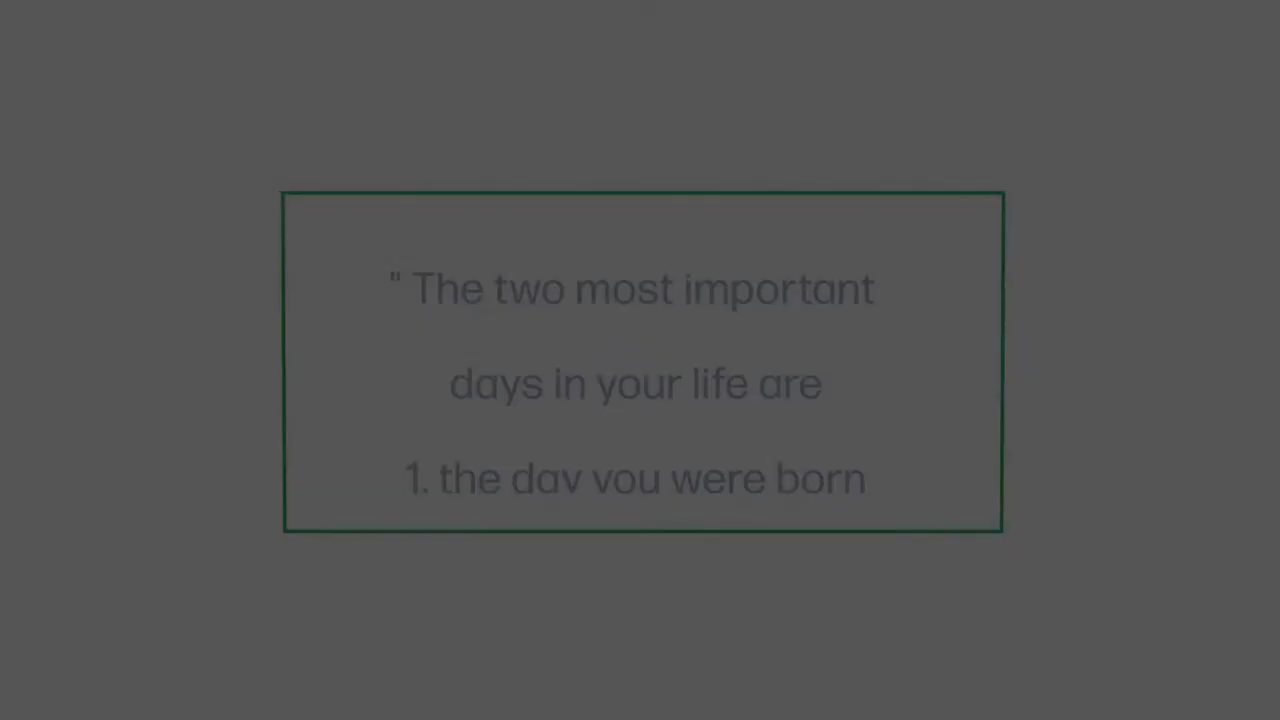 " The two most important
days in your life are
1. the day you were born